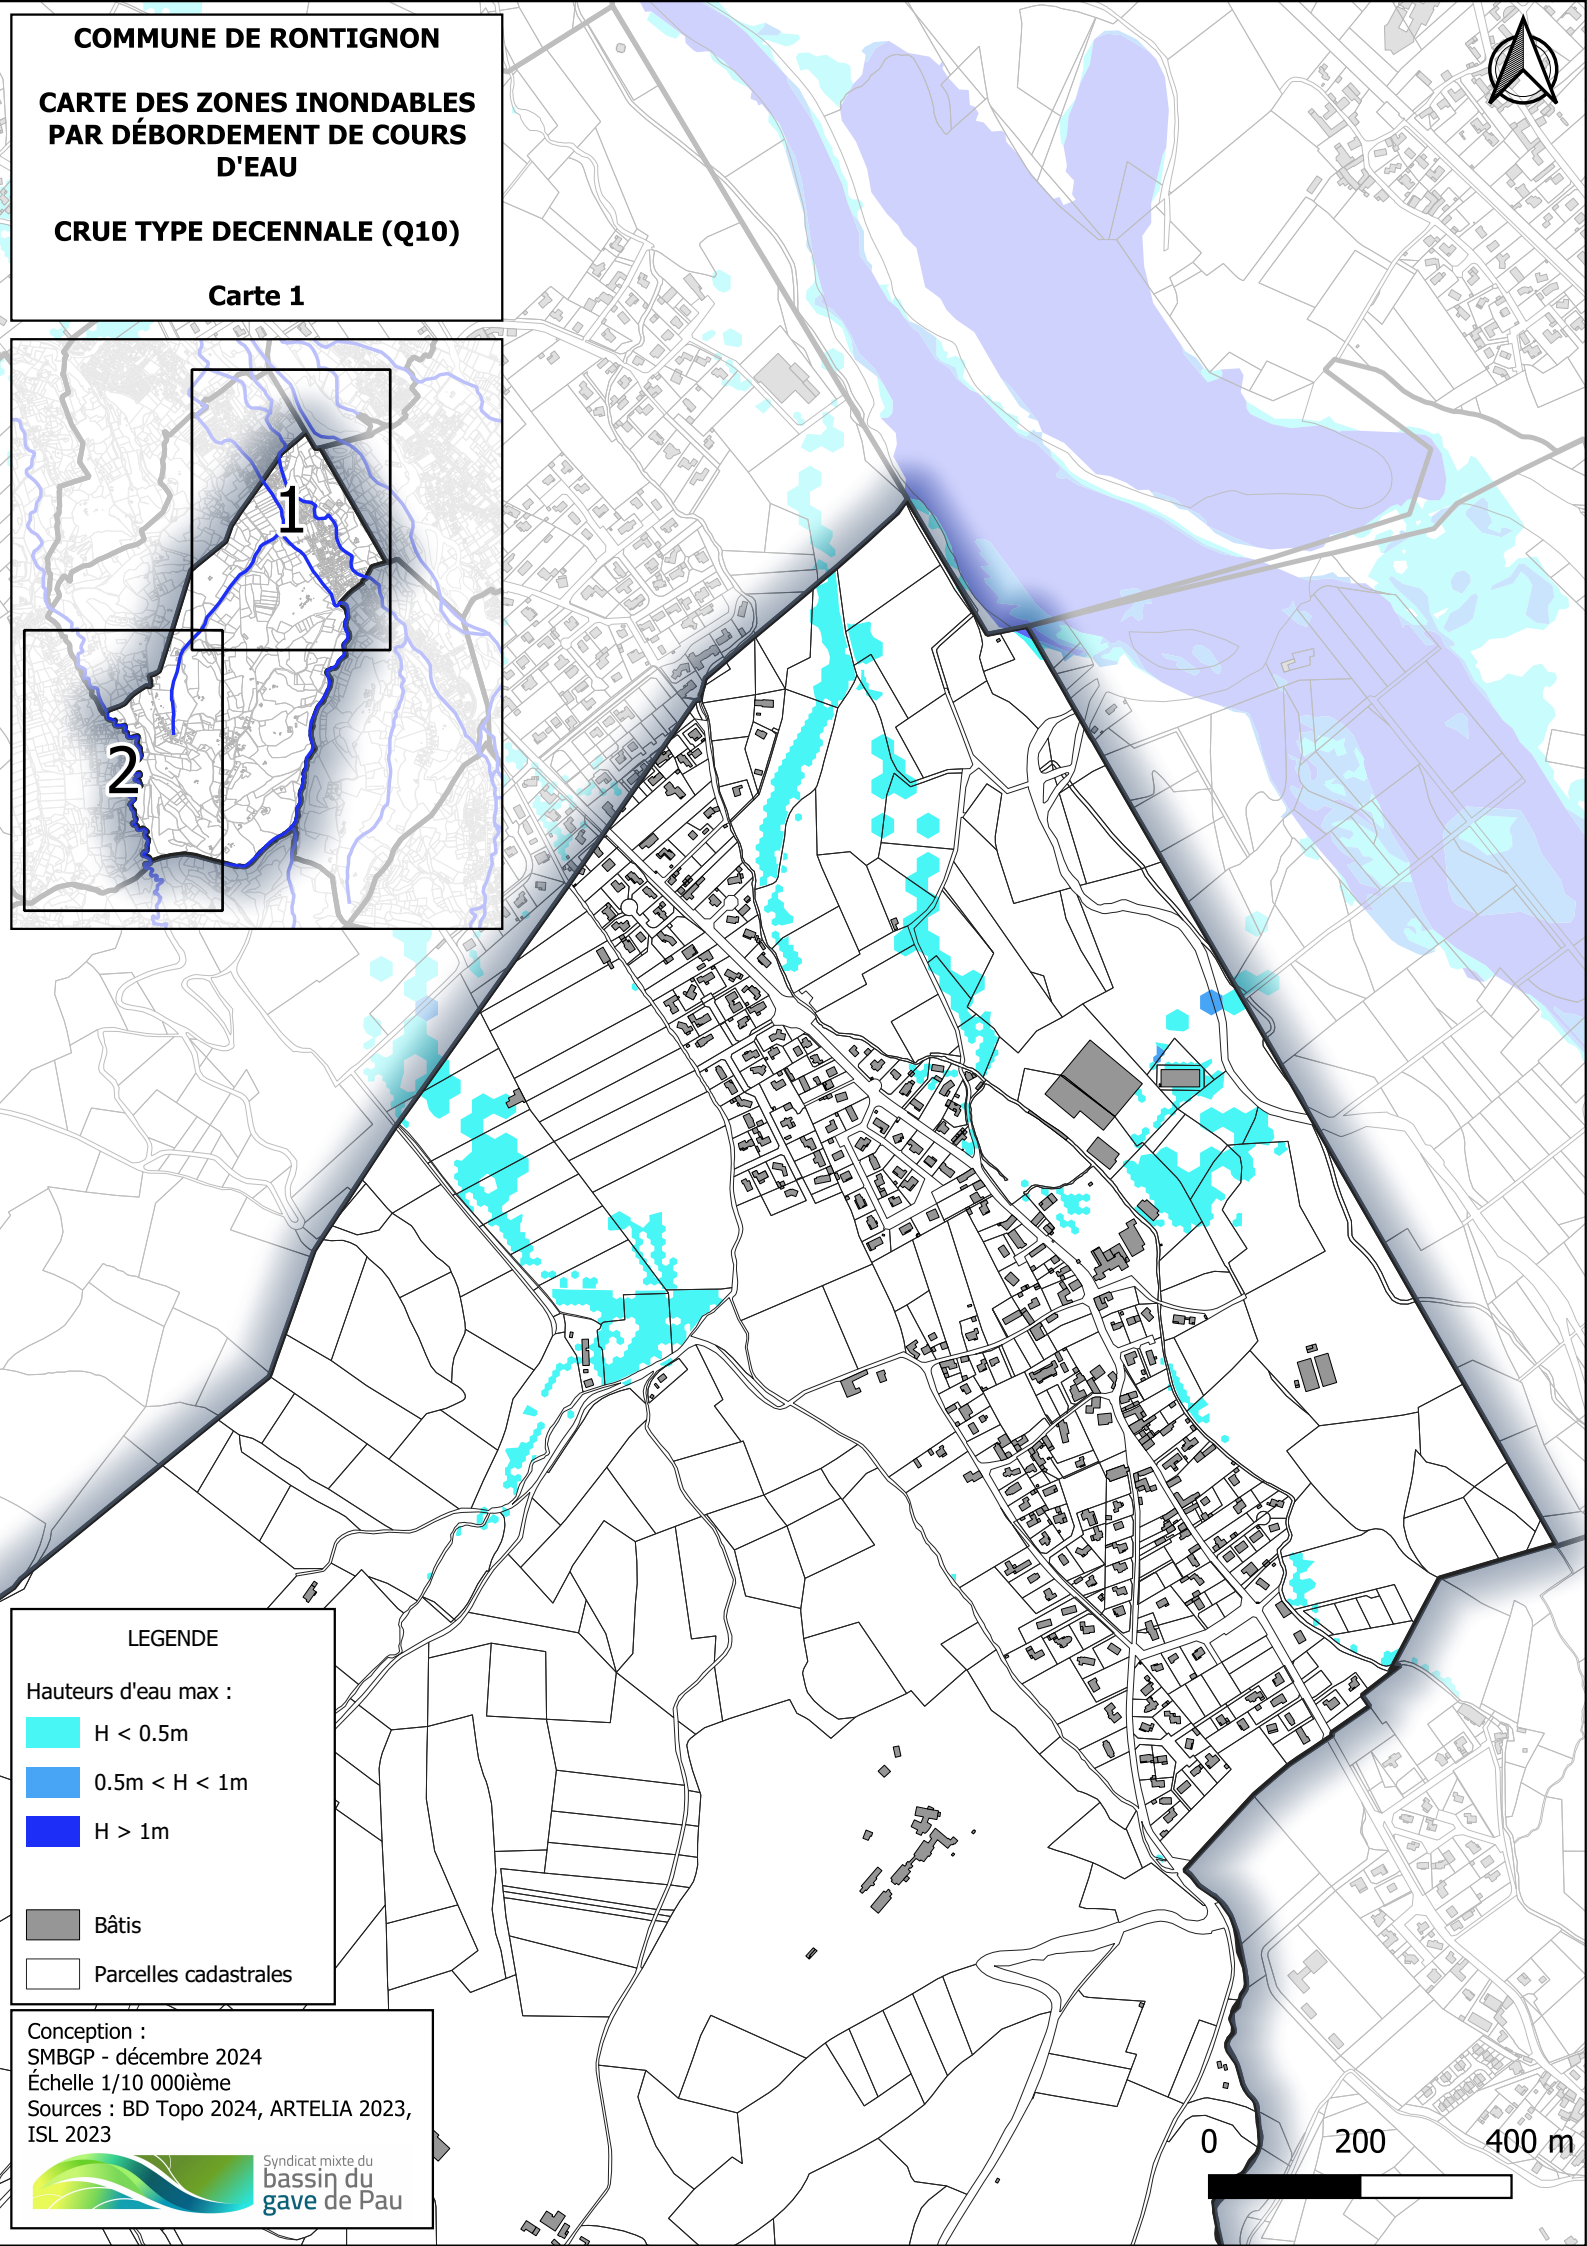 COMMUNE DE RONTIGNON
CARTE DES ZONES INONDABLES
PAR DÉBORDEMENT DE COURS
D'EAU
CRUE TYPE DECENNALE (Q10)
Carte 1
1
2
LEGENDE
Hauteurs d'eau max :
H < 0.5m
0.5m < H < 1m
H > 1m
Bâtis
Parcelles cadastrales
Conception :
SMBGP - décembre 2024
Échelle 1/10 000ième
Sources : BD Topo 2024, ARTELIA 2023,
ISL 2023
Syndicat mixte du
bassin du
gave de Pau
0 200 400 m